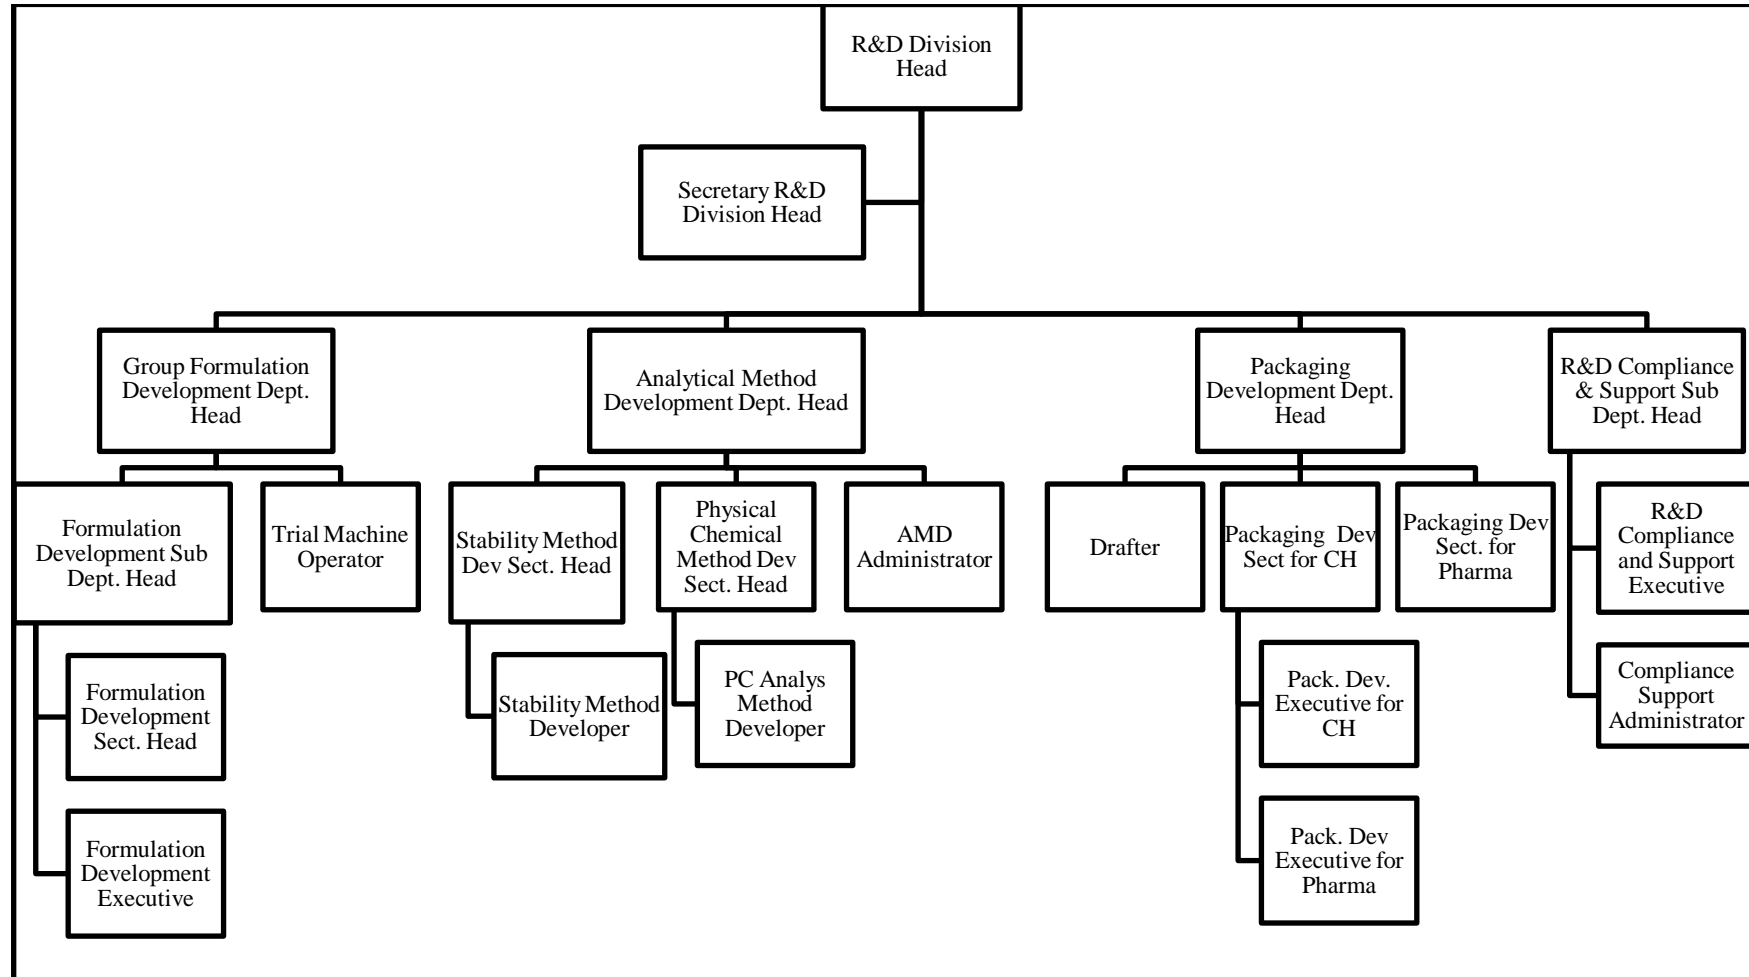 R&D Division
Head
Secretary R&D
Division Head
Group Formulation
Development Dept.
Head
Analytical Method
Development Dept. Head
Packaging
Development Dept.
Head
R&D Compliance
& Support Sub
Dept. Head
Formulation
Development Sub
Dept. Head
Trial Machine
Operator
Stability Method
Dev Sect. Head
Physical
Chemical
Method Dev
Sect. Head
AMD
Administrator
Drafter
Packaging Dev
Sect for CH
Packaging Dev
Sect. for
Pharma
R&D
Compliance
and Support
Executive
Formulation
Development
Sect. Head
Stability Method
Developer
PC Analys
Method
Developer
Pack. Dev.
Executive for
CH
Compliance
Support
Administrator
Formulation
Development
Executive
Pack. Dev
Executive for
Pharma